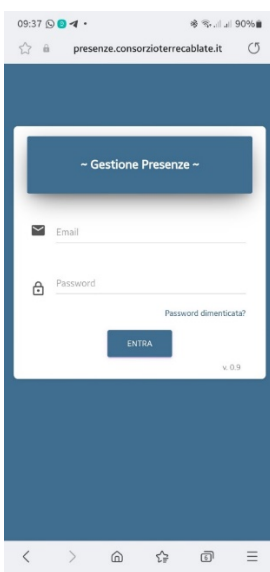 09:37 90%
presenze.consorzioterrecablate.it
~ Gestione Presenze ~
Email
Password
Password dimenticata?
ENTRA
v. 0.9